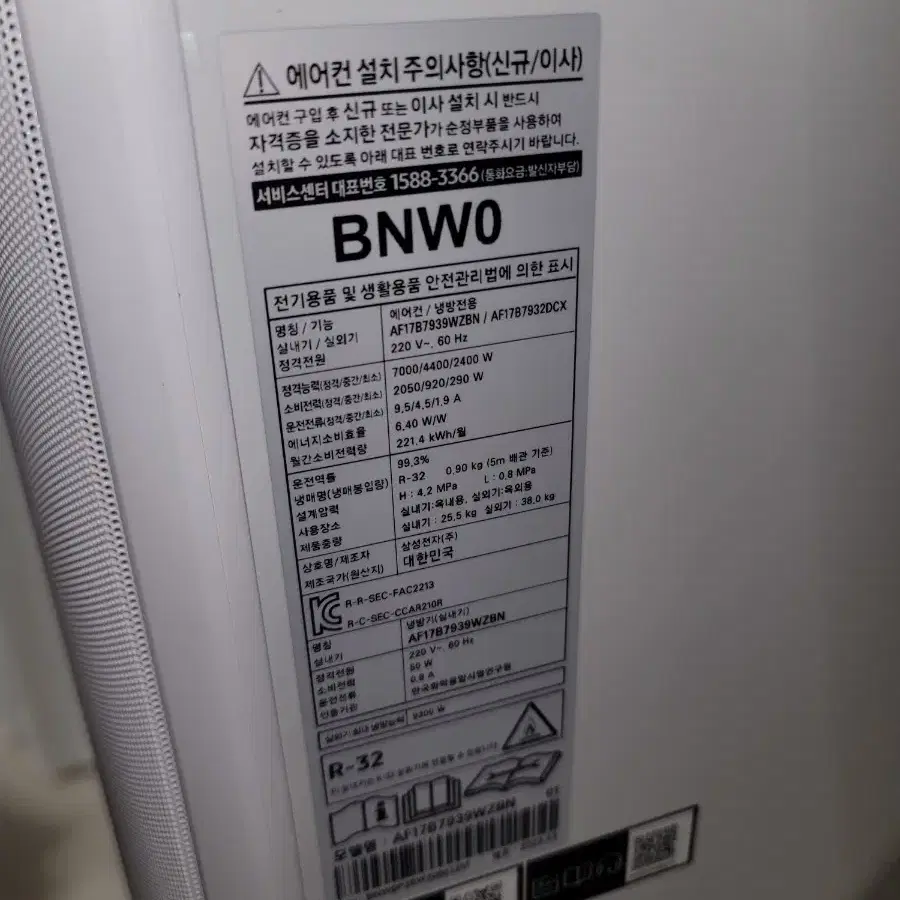 에어컨 설치 주의사항(신규/이사)
에어컨 구입 후 신규 또는 이사 설치 시 반드시
자격증을 소지한 전문가가 순정부품을 사용하여
설치할 수 있도록 아래 대표 번호로 연락주시기 바랍니다.
서비스센터 대표번호 1588-3366 (통화요금:발신자부담)
BNW0
전기용품 및 생활용품 안전관리법에 의한 표시
명칭 / 기능 에어컨 / 냉방전용
실내기 / 실외기 AF17B7939WZBN / AF17B7932DCX
정격전원 220 V~, 60 Hz
정격능력(정격/중간/최소) 7000/4400/2400 W
소비전력(정격/중간/최소) 2050/920/290 W
운전전류(정격/중간/최소) 9,5/4,5/1,9 A
에너지소비효율 6,40 W/W
월간소비전력량 221.4 kWh/월
운전역률 99,3%
냉매명(냉매봉입량) R-32 0,90 kg (5m 배관 기준)
설계압력 H : 4,2 MPa L : 0,8 MPa
사용장소 실내기:옥내용, 실외기:옥외용
제품중량 실내기 : 25,5 kg 실외기 : 38,0 kg
상호명/제조자 삼성전자(주)
제조국가(원산지) 대한민국
R-R-SEC-FAC2213
R-C-SEC-CCAR210R
명칭 냉방기(실내기)
실내기 AF17B7939WZBN
정격전원 220 V~, 60 Hz
소비전력 50 W
운전전류 0.8 A
R-32
모델명 : AF17B7939WZBN 01